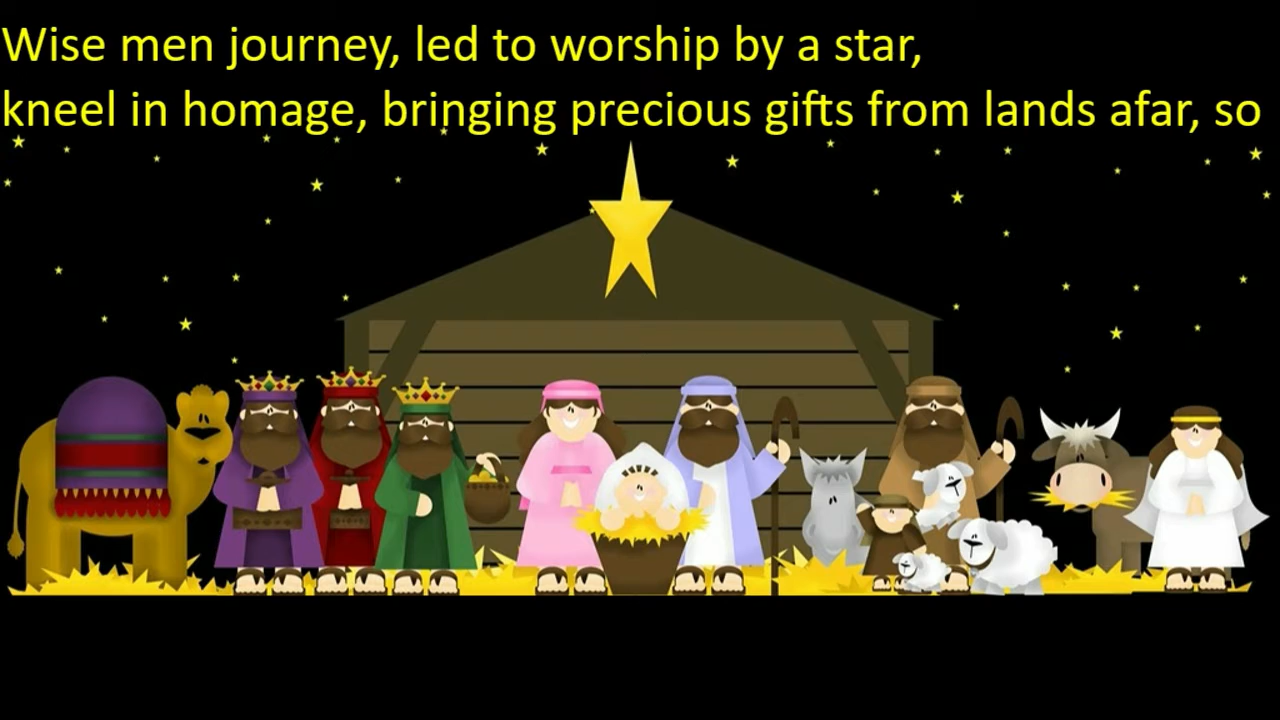 Wise men journey, led to worship by a star,
kneel in homage, bringing precious gifts from lands afar, so